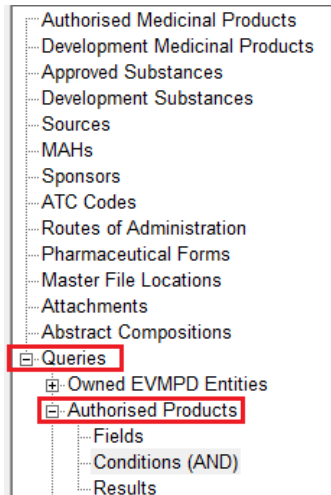 Authorised Medicinal Products
Development Medicinal Products
Approved Substances
Development Substances
Sources
MAHs
Sponsors
ATC Codes
Routes of Administration
Pharmaceutical Forms
Master File Locations
Attachments
Abstract Compositions
Queries
Owned EVMPD Entities
Authorised Products
Fields
Conditions (AND)
Results